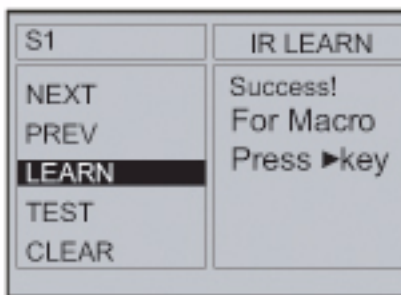 S1
IR LEARN
NEXT
PREV
LEARN
TEST
CLEAR
Success!
For Macro
Press ►key